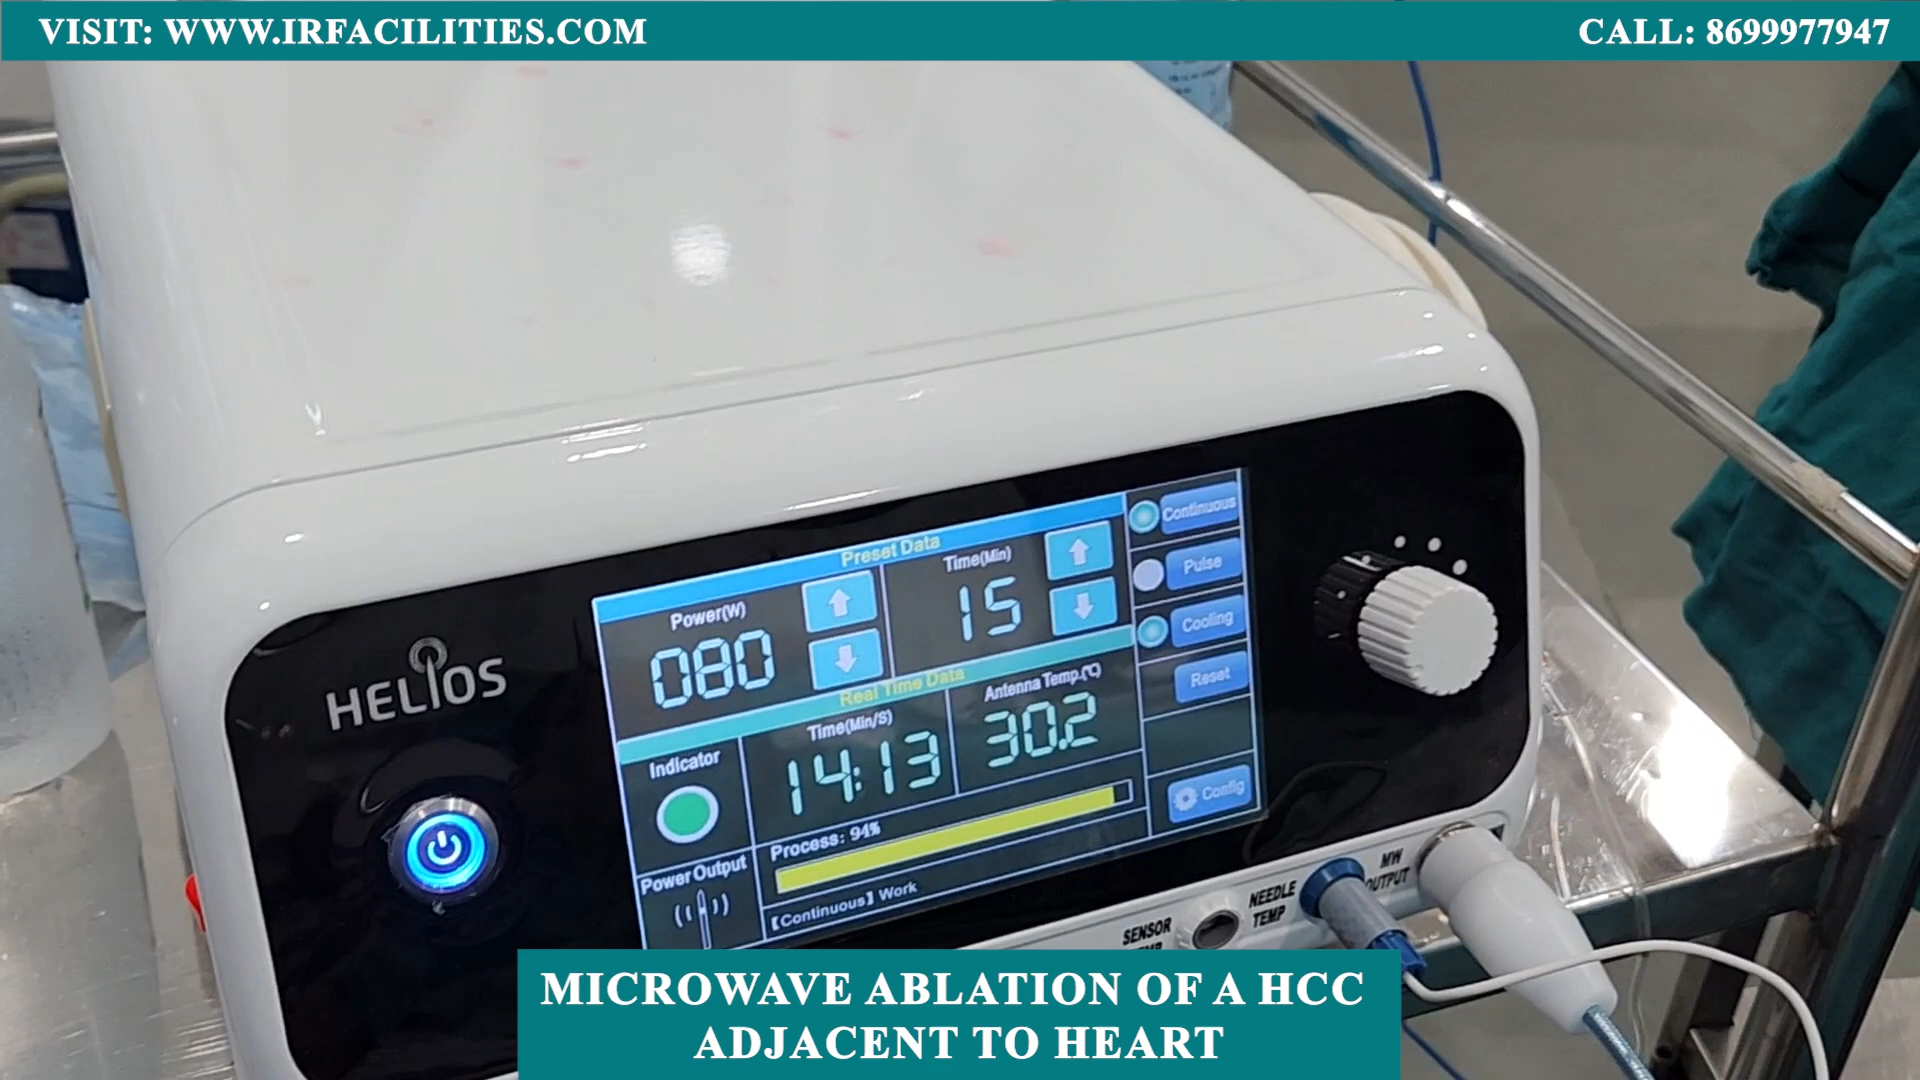 VISIT: WWW.IRFACILITIES.COM
CALL: 8699977947
HELIOS
Preset Data
Power(W)
080
Time(Min)
15
Real Time Data
Indicator
Time(Min/S)
14:13
Antenna Temp.(℃)
30.2
Process: 94%
Power Output
【Continuous】Work
Continuous
Pulse
Cooling
Reset
Config
SENSOR
NEEDLE
TEMP
MW
OUTPUT
MICROWAVE ABLATION OF A HCC
ADJACENT TO HEART